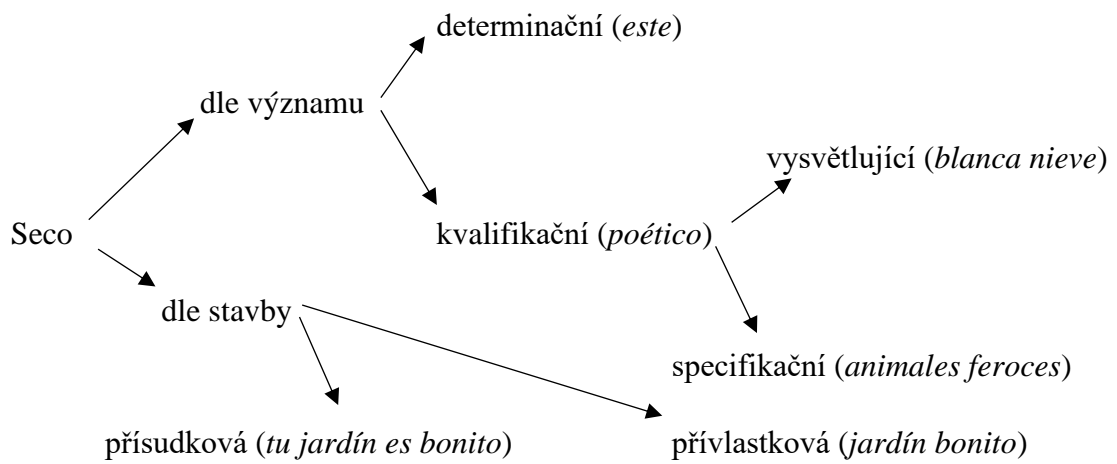 determinační (este)
dle významu
vysvětlující (blanca nieve)
Seco
kvalifikační (poético)
dle stavby
specifikační (animales feroces)
přísudková (tu jardín es bonito)
přívlastková (jardín bonito)